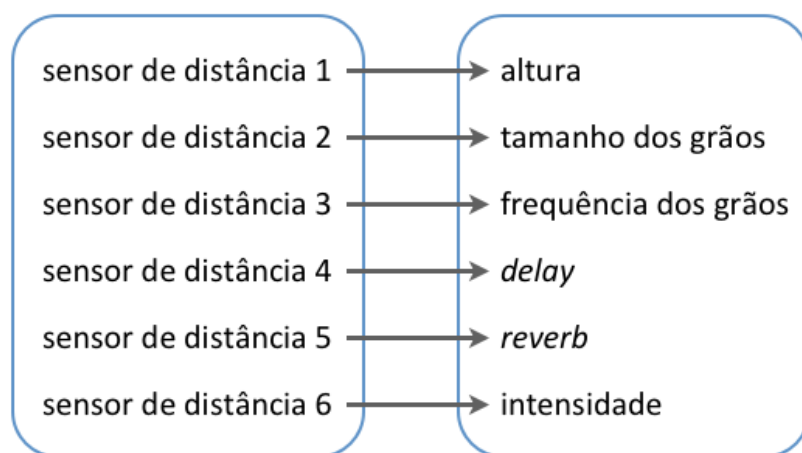 sensor de distância 1 altura
sensor de distância 2 tamanho dos grãos
sensor de distância 3 frequência dos grãos
sensor de distância 4 delay
sensor de distância 5 reverb
sensor de distância 6 intensidade